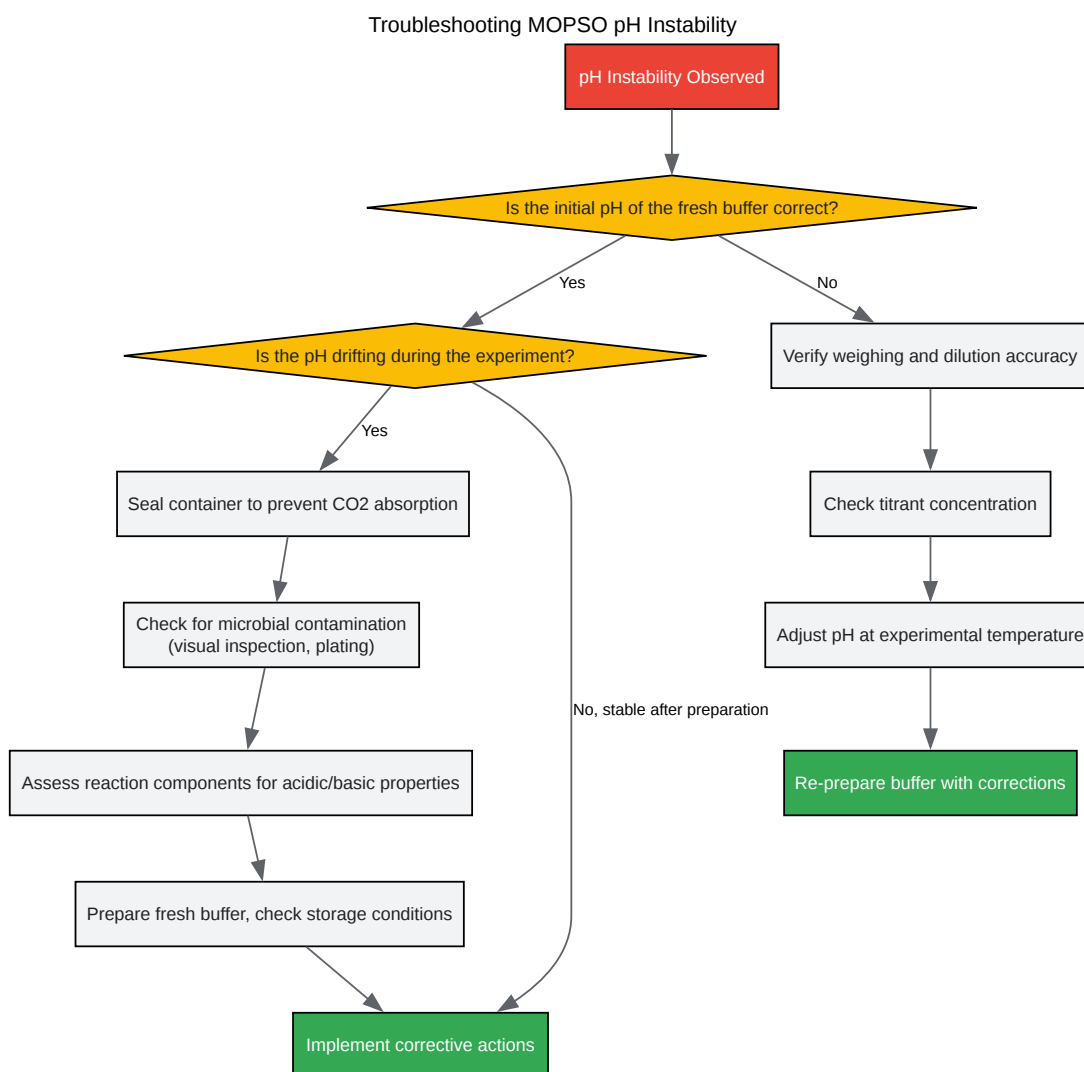 Troubleshooting MOPSO pH Instability
pH Instability Observed
Is the initial pH of the fresh buffer correct?
Yes
No
Is the pH drifting during the experiment?
Verify weighing and dilution accuracy
Yes
Seal container to prevent CO2 absorption
Check titrant concentration
Check for microbial contamination
(visual inspection, plating)
Adjust pH at experimental temperature
No, stable after preparation
Assess reaction components for acidic/basic properties
Re-prepare buffer with corrections
Prepare fresh buffer, check storage conditions
Implement corrective actions